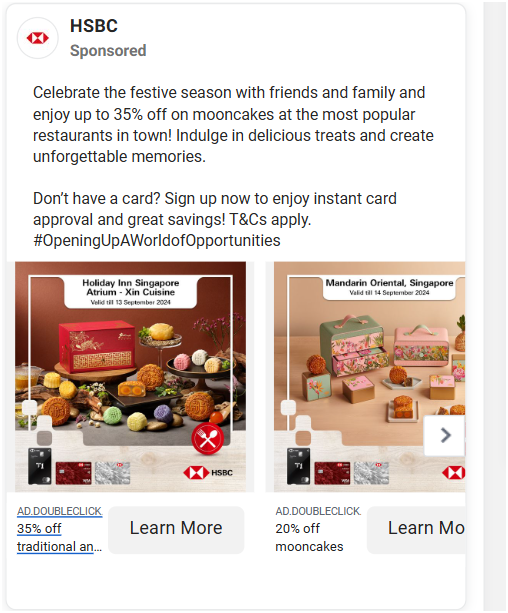 HSBC
Sponsored
Celebrate the festive season with friends and family and
enjoy up to 35% off on mooncakes at the most popular
restaurants in town! Indulge in delicious treats and create
unforgettable memories.
Don’t have a card? Sign up now to enjoy instant card
approval and great savings! T&Cs apply.
#OpeningUpAWorldofOpportunities
Holiday Inn Singapore
Atrium - Xin Cuisine
Valid till 13 September 2024
HSBC
AD.DOUBLECLICK.
35% off
traditional an...
Learn More
Mandarin Oriental, Singapore
Valid till 14 September 2024
AD.DOUBLECLICK.
20% off
mooncakes
Learn Mo